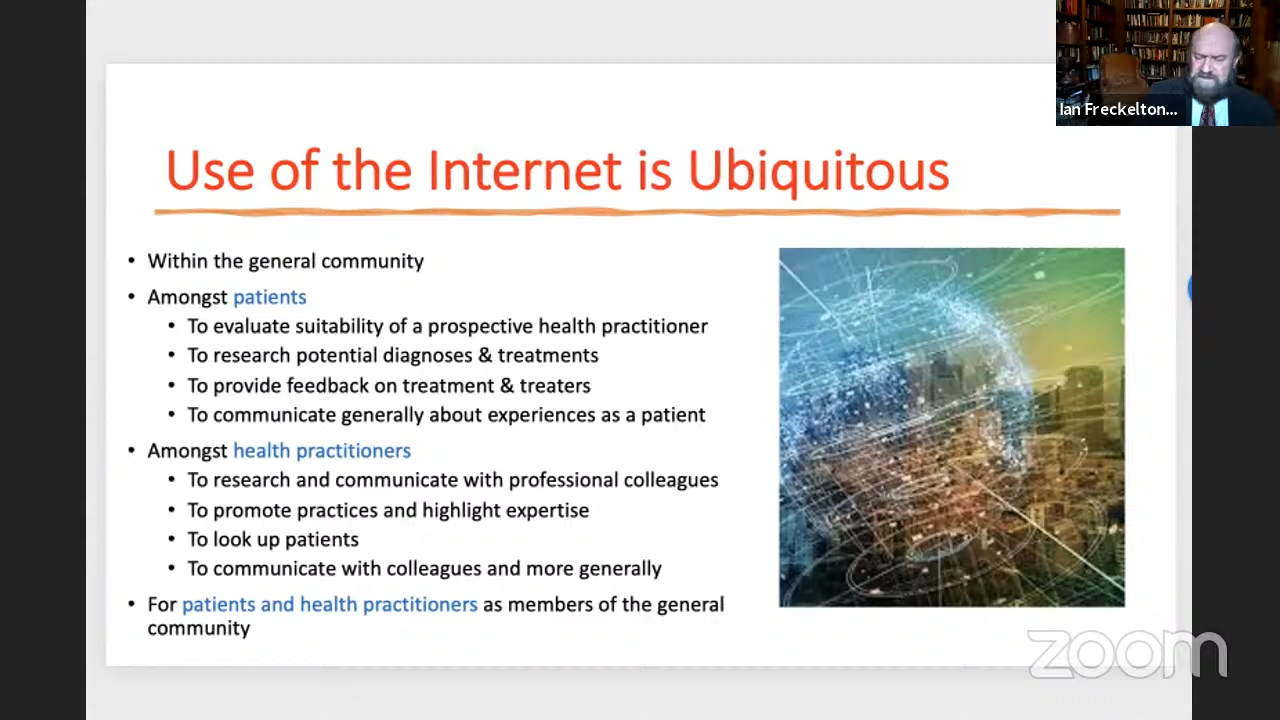 Ian Freckelton...
Use of the Internet is Ubiquitous
• Within the general community
• Amongst patients
• To evaluate suitability of a prospective health practitioner
• To research potential diagnoses & treatments
• To provide feedback on treatment & treaters
• To communicate generally about experiences as a patient
• Amongst health practitioners
• To research and communicate with professional colleagues
• To promote practices and highlight expertise
• To look up patients
• To communicate with colleagues and more generally
• For patients and health practitioners as members of the general
community
zoom